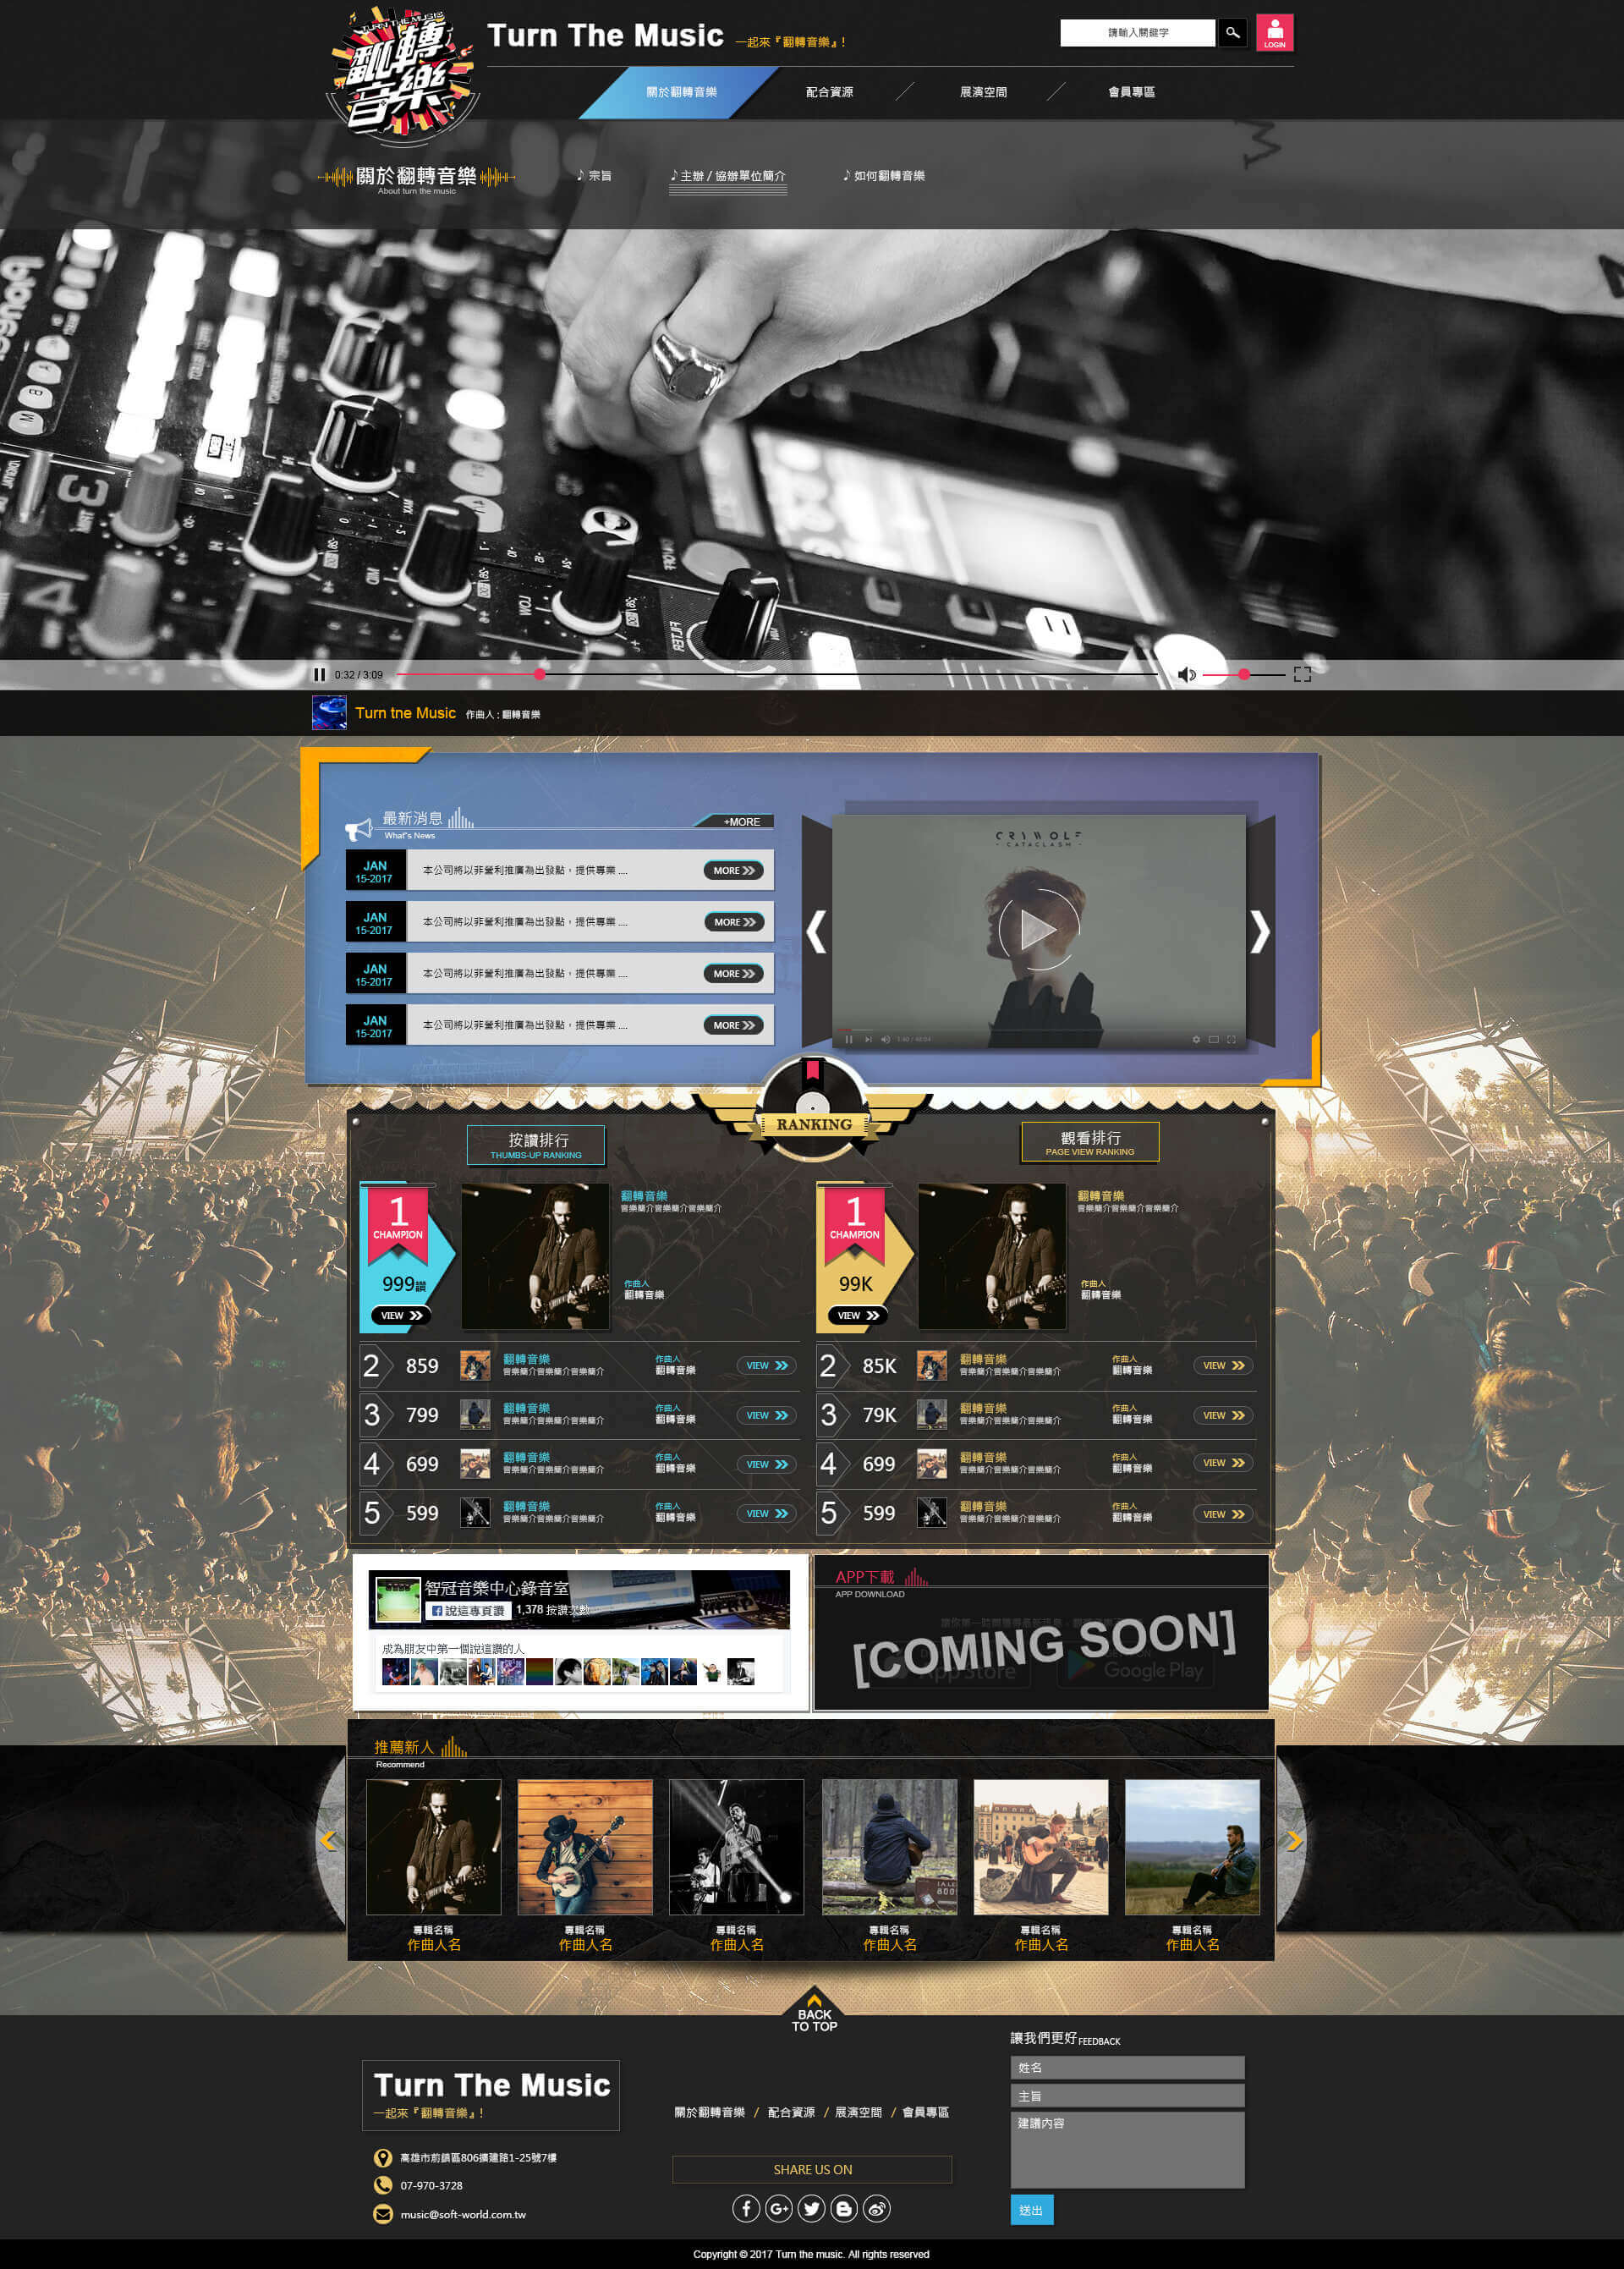 TURN THE MUSIC
翻轉音樂
Turn The Music 一起來『翻轉音樂』!
請輸入關鍵字
LOGIN
關於翻轉音樂
配合資源
展演空間
會員專區
關於翻轉音樂
About turn the music
宗旨
主辦 / 協辦單位簡介
如何翻轉音樂
0:32 / 3:09
Turn tne Music 作曲人 : 翻轉音樂
最新消息
What's News
+MORE
JAN
15-2017
本公司將以非營利推廣為出發點，提供專業 ....
MORE
JAN
15-2017
本公司將以非營利推廣為出發點，提供專業 ....
MORE
JAN
15-2017
本公司將以非營利推廣為出發點，提供專業 ....
MORE
JAN
15-2017
本公司將以非營利推廣為出發點，提供專業 ....
MORE
CRYWOLF
- CATACLASM -
RANKING
按讚排行
THUMBS-UP RANKING
1
CHAMPION
999讚
VIEW
翻轉音樂
音樂簡介音樂簡介音樂簡介
作曲人
翻轉音樂
2 859 翻轉音樂 作曲人 VIEW
音樂簡介音樂簡介音樂簡介 翻轉音樂
3 799 翻轉音樂 作曲人 VIEW
音樂簡介音樂簡介音樂簡介 翻轉音樂
4 699 翻轉音樂 作曲人 VIEW
音樂簡介音樂簡介音樂簡介 翻轉音樂
5 599 翻轉音樂 作曲人 VIEW
音樂簡介音樂簡介音樂簡介 翻轉音樂
觀看排行
PAGE VIEW RANKING
1
CHAMPION
99K
VIEW
翻轉音樂
音樂簡介音樂簡介音樂簡介
作曲人
翻轉音樂
2 85K 翻轉音樂 作曲人 VIEW
音樂簡介音樂簡介音樂簡介 翻轉音樂
3 79K 翻轉音樂 作曲人 VIEW
音樂簡介音樂簡介音樂簡介 翻轉音樂
4 699 翻轉音樂 作曲人 VIEW
音樂簡介音樂簡介音樂簡介 翻轉音樂
5 599 翻轉音樂 作曲人 VIEW
音樂簡介音樂簡介音樂簡介 翻轉音樂
智冠音樂中心錄音室
說這專頁讚 1,378 按讚次數
成為朋友中第一個說這讚的人
APP下載
APP DOWNLOAD
[COMING SOON]
App Store
Google Play
推薦新人
Recommend
專輯名稱
作曲人名
專輯名稱
作曲人名
專輯名稱
作曲人名
專輯名稱
作曲人名
專輯名稱
作曲人名
專輯名稱
作曲人名
BACK
TO TOP
Turn The Music
一起來『翻轉音樂』!
高雄市前鎮區806擴建路1-25號7樓
07-970-3728
music@soft-world.com.tw
關於翻轉音樂 / 配合資源 / 展演空間 / 會員專區
SHARE US ON
讓我們更好 FEEDBACK
姓名
主旨
建議內容
送出
Copyright © 2017 Turn the music. All rights reserved